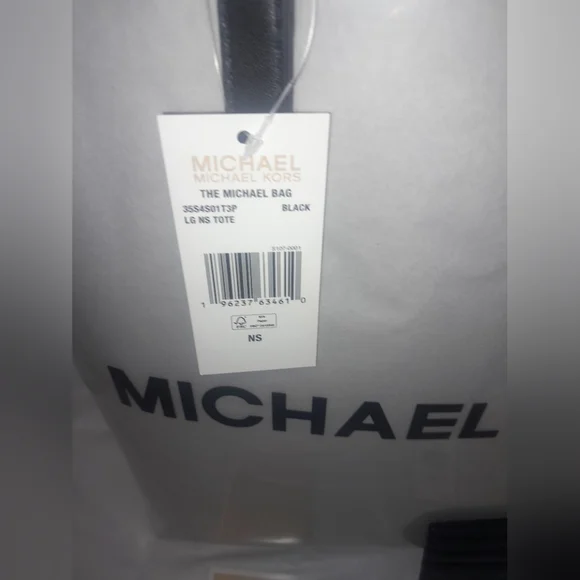 MICHAEL
MICHAEL KORS
THE MICHAEL BAG
35S4S01T3P BLACK
LG NS TOTE
1 96237 63461 0
NS
MICHAEL